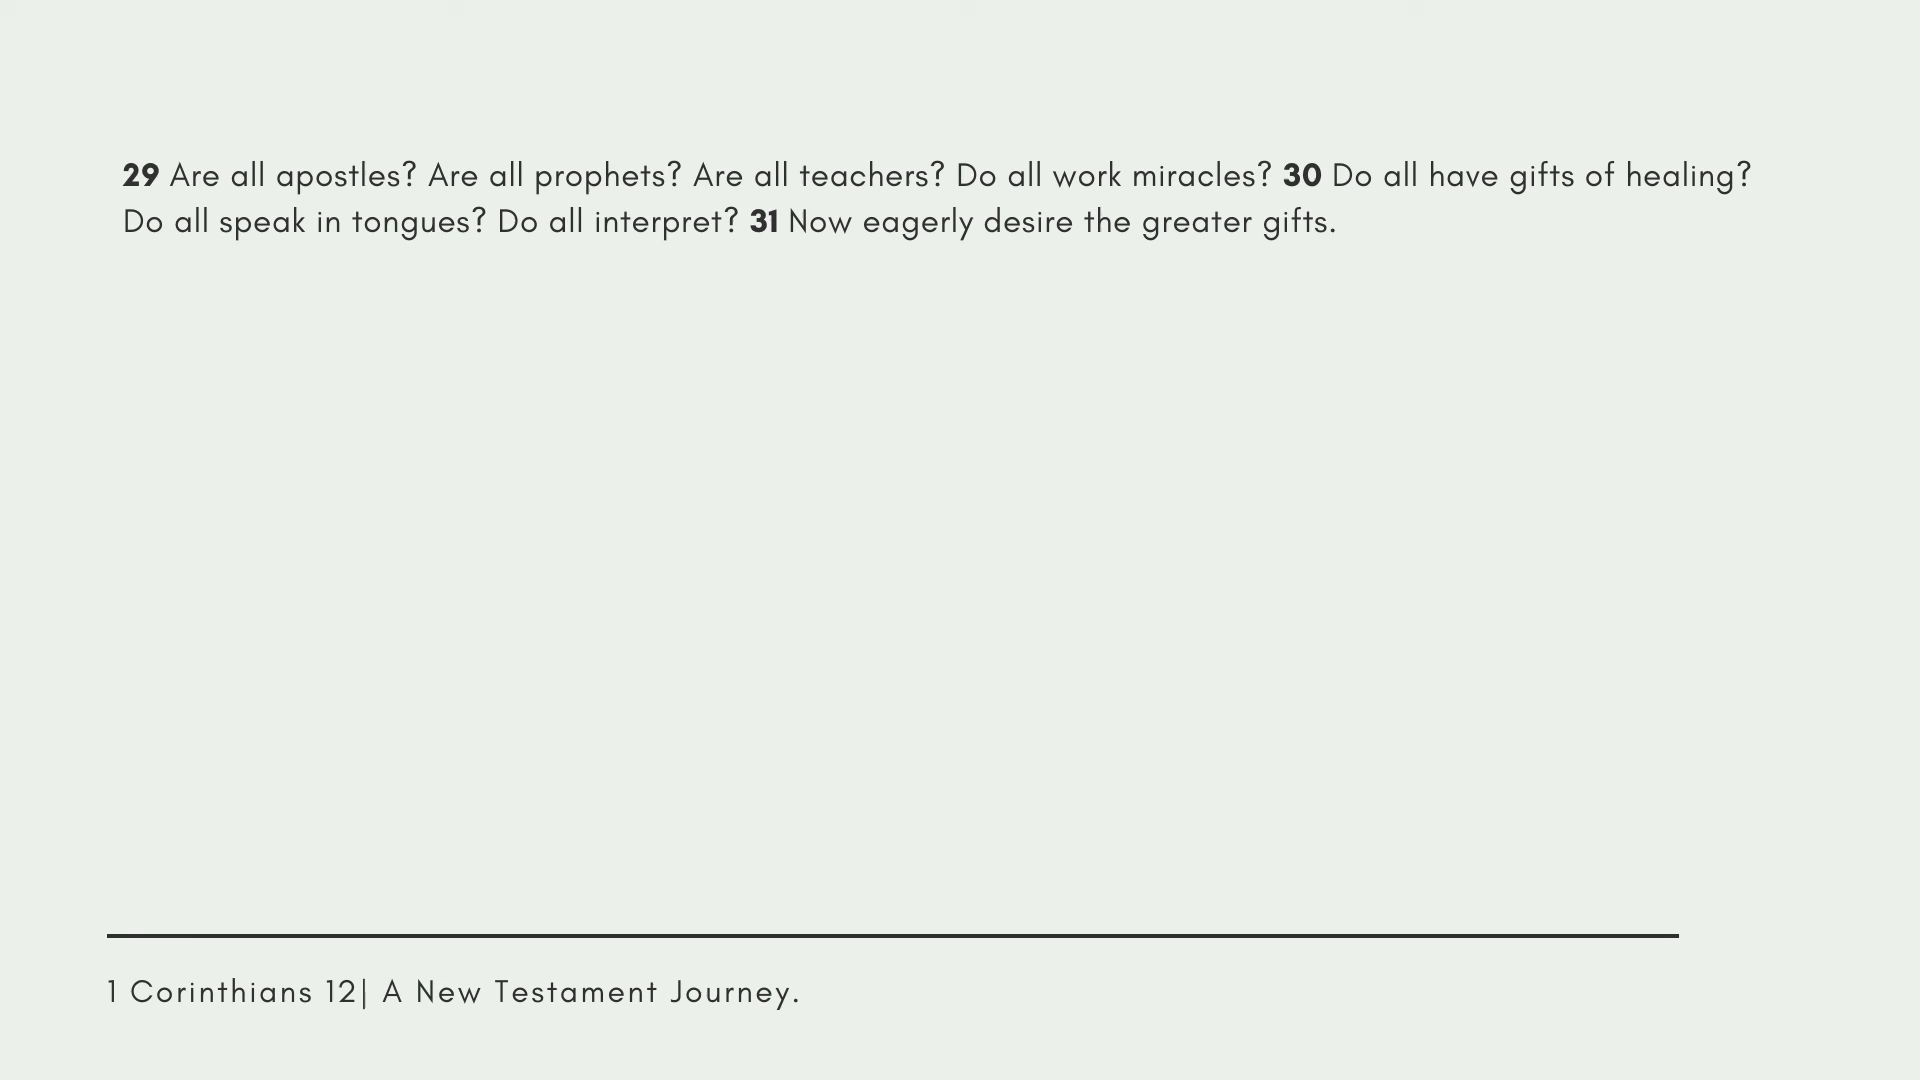 29 Are all apostles? Are all prophets? Are all teachers? Do all work miracles? 30 Do all have gifts of healing?
Do all speak in tongues? Do all interpret? 31 Now eagerly desire the greater gifts.
1 Corinthians 12| A New Testament Journey.